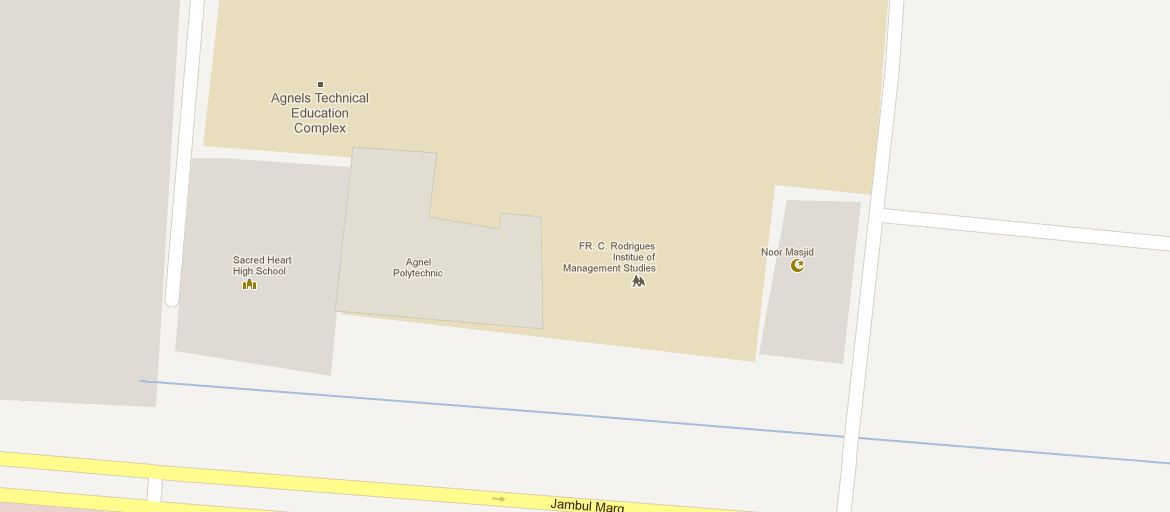 Agnels Technical
Education
Complex
Sacred Heart
High School
Agnel
Polytechnic
FR. C. Rodrigues
Institue of
Management Studies
Noor Masjid
Jambul Marg